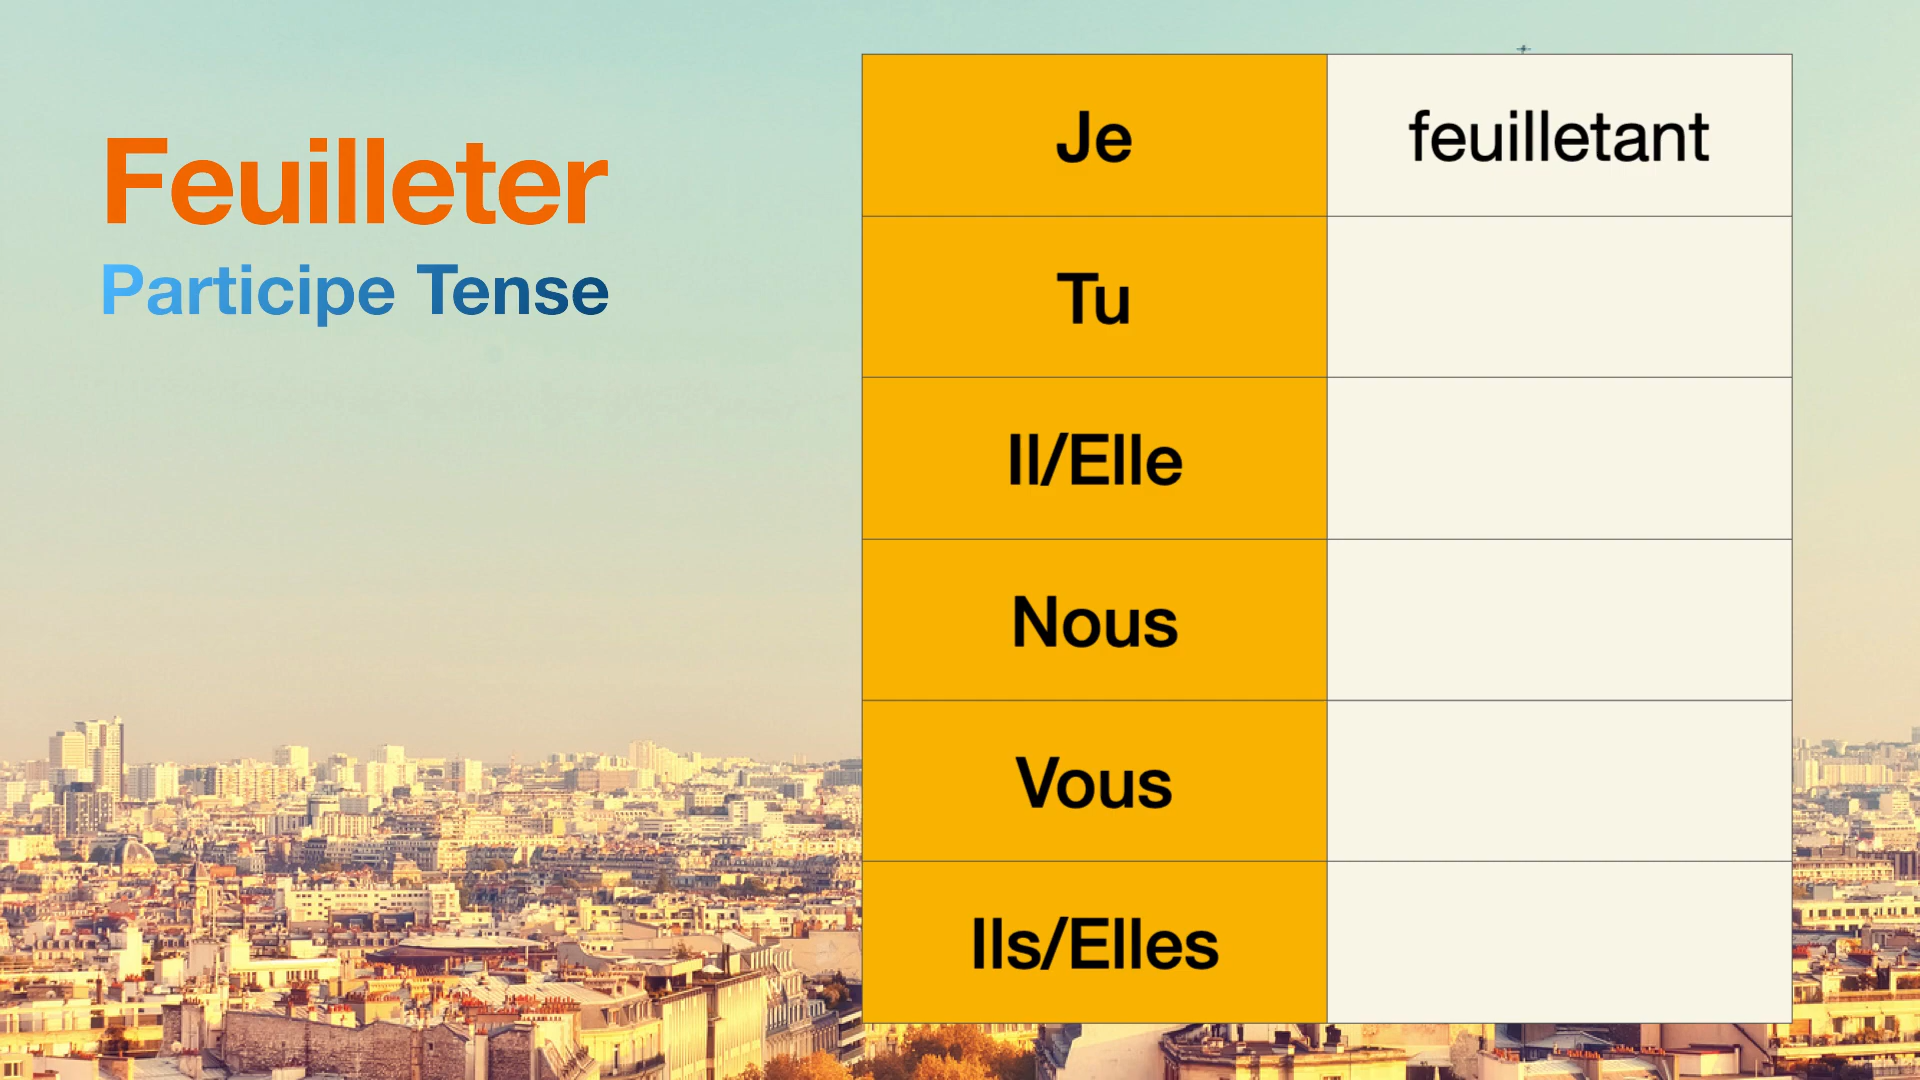 Feuilleter
Participe Tense
Je feuilletant
Tu
Il/Elle
Nous
Vous
Ils/Elles